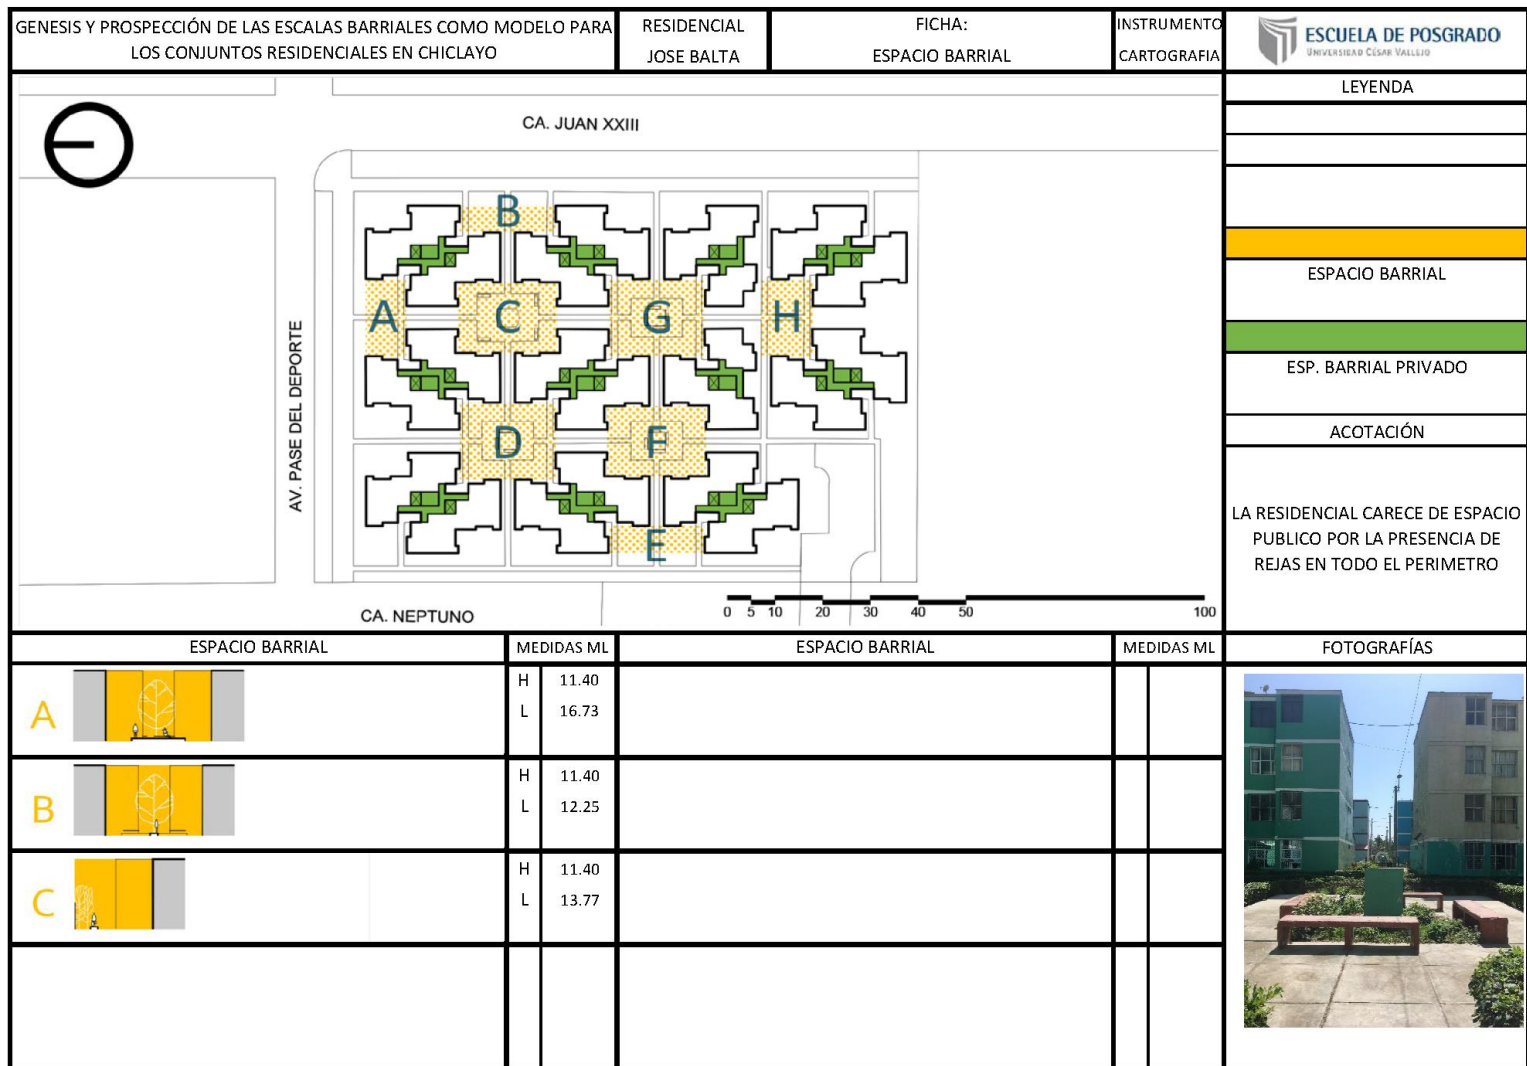 GENESIS Y PROSPECCIÓN DE LAS ESCALAS BARRIALES COMO MODELO PARA
LOS CONJUNTOS RESIDENCIALES EN CHICLAYO
RESIDENCIAL
JOSE BALTA
FICHA:
ESPACIO BARRIAL
INSTRUMENTO
CARTOGRAFIA
ESCUELA DE POSGRADO
UNIVERSIDAD CÉSAR VALLEJO
CA. JUAN XXIII
AV. PASE DEL DEPORTE
B
A
C
G
H
D
F
E
CA. NEPTUNO
0 5 10 20 30 40 50 100
LEYENDA
ESPACIO BARRIAL
ESP. BARRIAL PRIVADO
ACOTACIÓN
LA RESIDENCIAL CARECE DE ESPACIO
PUBLICO POR LA PRESENCIA DE
REJAS EN TODO EL PERIMETRO
ESPACIO BARRIAL
MEDIDAS ML
ESPACIO BARRIAL
MEDIDAS ML
FOTOGRAFÍAS
A
H 11.40
L 16.73
B
H 11.40
L 12.25
C
H 11.40
L 13.77